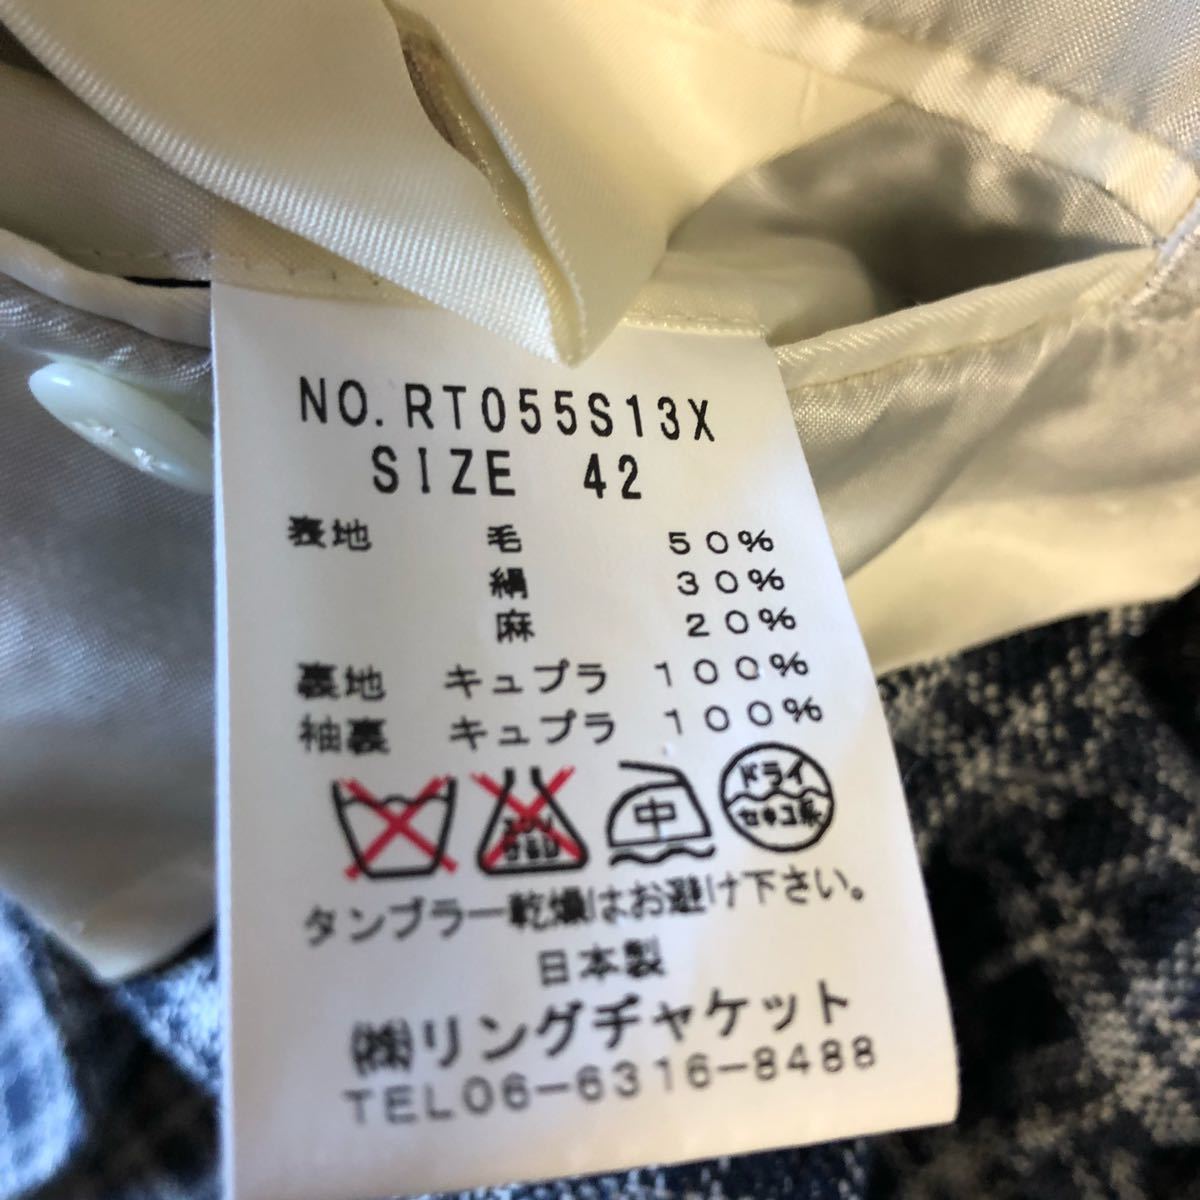 NO.RT055S13X
SIZE 42
表地 毛 50%
絹 30%
麻 20%
裏地 キュプラ 100%
袖裏 キュプラ 100%
中 ドライ
セキユ系
タンブラー乾燥はお避け下さい。
日本製
㈱リングヂャケット
TEL06-6316-8488